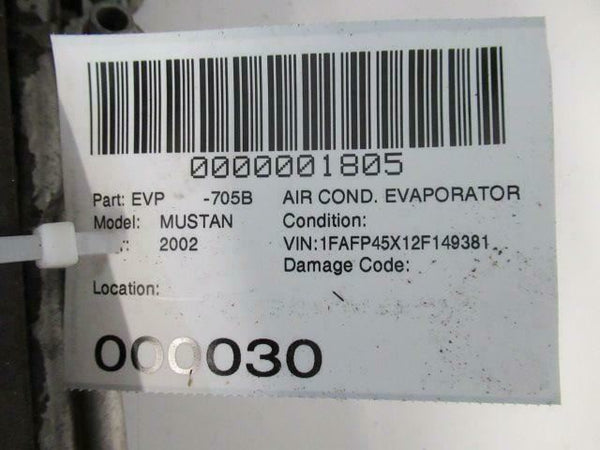 0000001805
Part: EVP -705B AIR COND. EVAPORATOR
Model: MUSTAN Condition:
: 2002 VIN:1FAFP45X12F149381
Damage Code:
Location:
000030